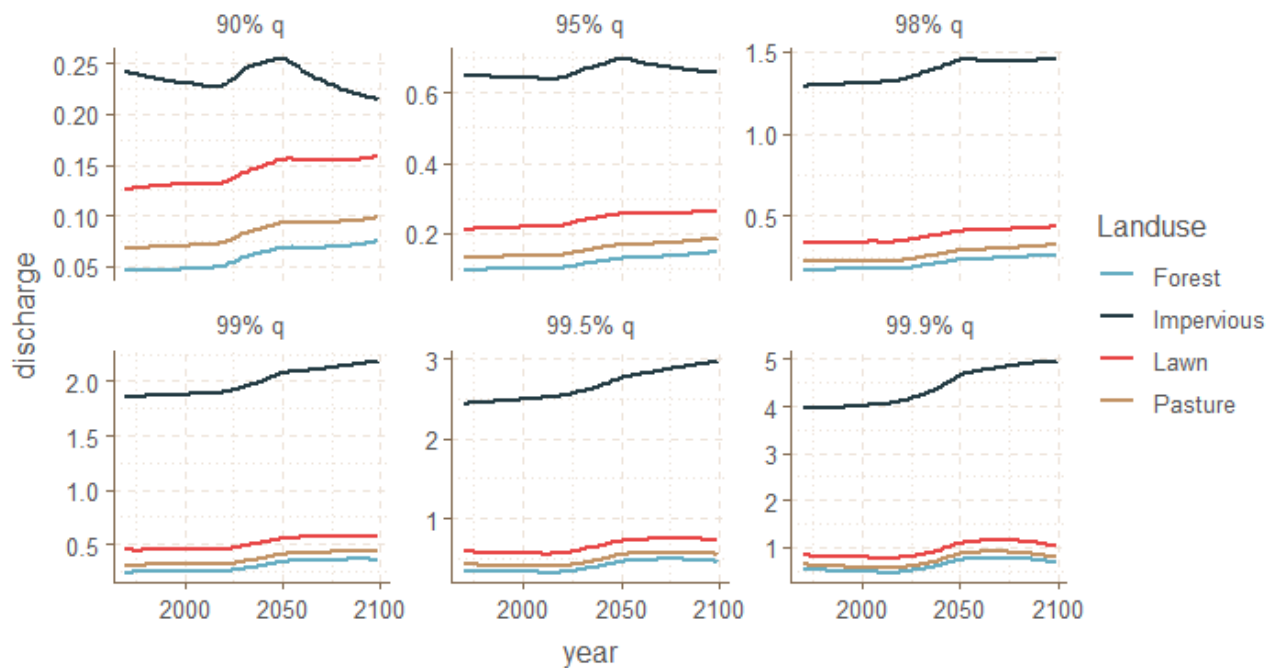 90% q
95% q
98% q
0.25
0.20
0.15
0.10
0.05
0.6
0.4
0.2
1.5
1.0
0.5
99% q
99.5% q
99.9% q
2.0
1.5
1.0
0.5
3
2
1
5
4
3
2
1
2000 2050 2100
2000 2050 2100
2000 2050 2100
discharge
year
Landuse
Forest
Impervious
Lawn
Pasture